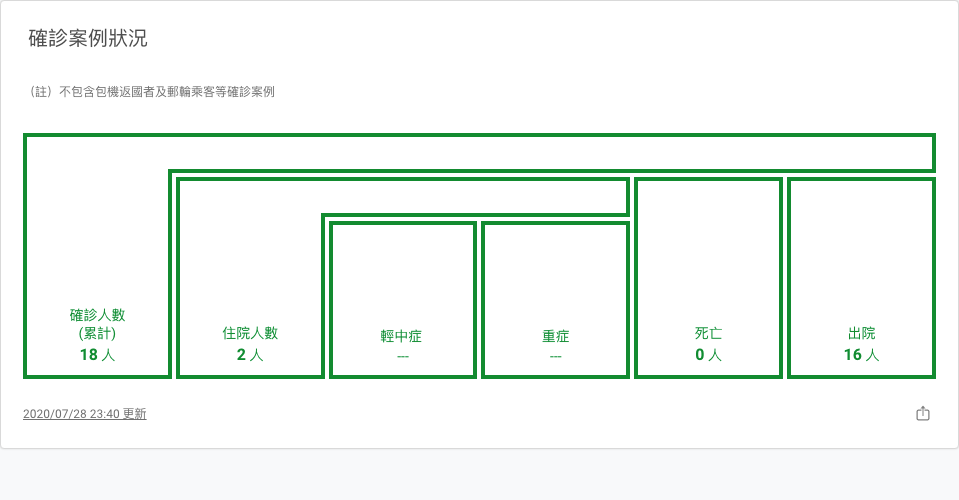 確診案例狀況
（註）不包含包機返國者及郵輪乘客等確診案例
確診人數
(累計)
18 人
住院人數
2 人
輕中症
---
重症
---
死亡
0 人
出院
16 人
2020/07/28 23:40 更新